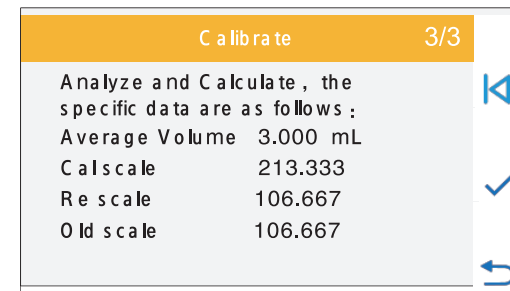 Calibrate 3/3
Analyze and Calculate, the
specific data are as follows:
Average Volume 3.000 mL
Calscale 213.333
Rescale 106.667
Old scale 106.667